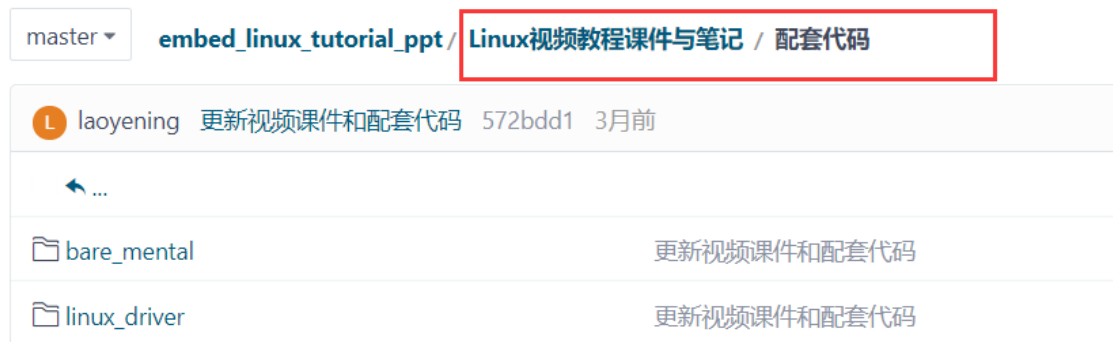 master embed_linux_tutorial_ppt / Linux视频教程课件与笔记 / 配套代码
L laoyening 更新视频课件和配套代码 572bdd1 3月前
...
bare_mental 更新视频课件和配套代码
linux_driver 更新视频课件和配套代码